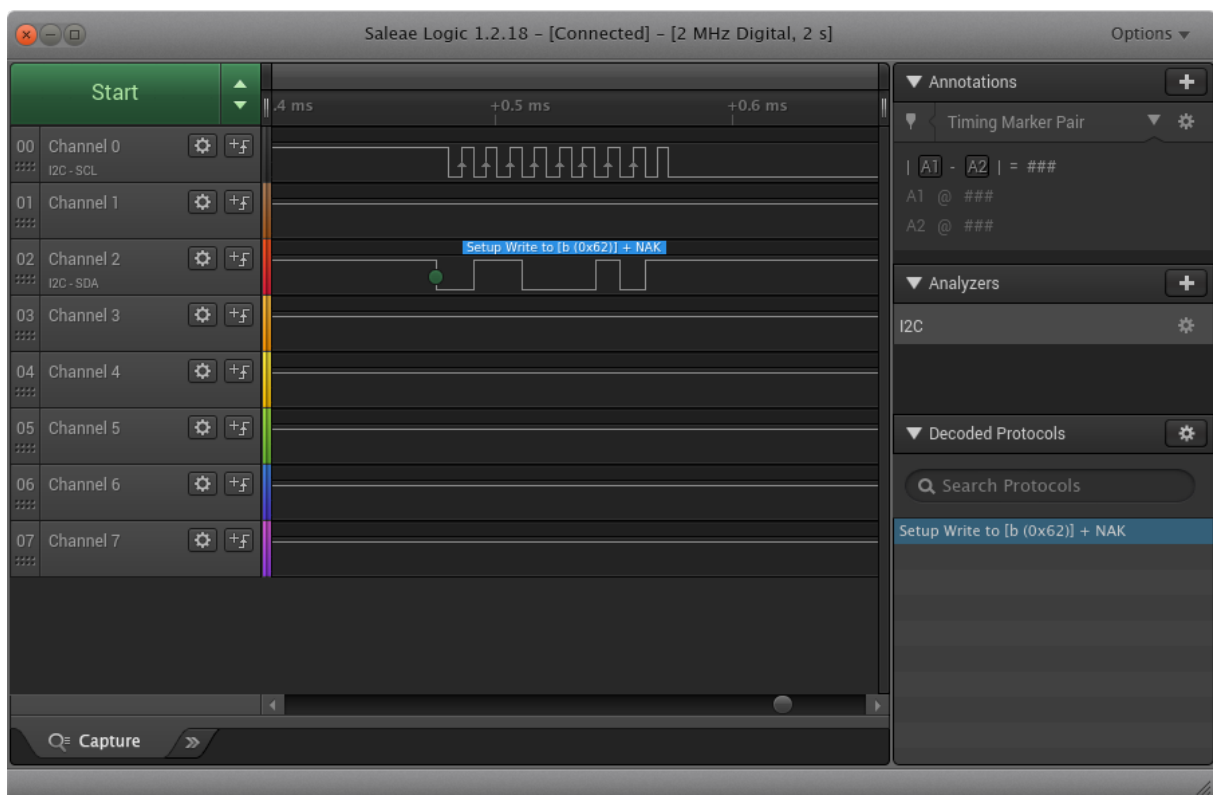 Saleae Logic 1.2.18 – [Connected] – [2 MHz Digital, 2 s]
Options
Start
.4 ms
+0.5 ms
+0.6 ms
00 Channel 0
I2C - SCL
01 Channel 1
02 Channel 2
I2C - SDA
Setup Write to [b (0x62)] + NAK
03 Channel 3
04 Channel 4
05 Channel 5
06 Channel 6
07 Channel 7
Capture
Annotations
Timing Marker Pair
| A1 - A2 | = ###
A1 @ ###
A2 @ ###
Analyzers
I2C
Decoded Protocols
Search Protocols
Setup Write to [b (0x62)] + NAK